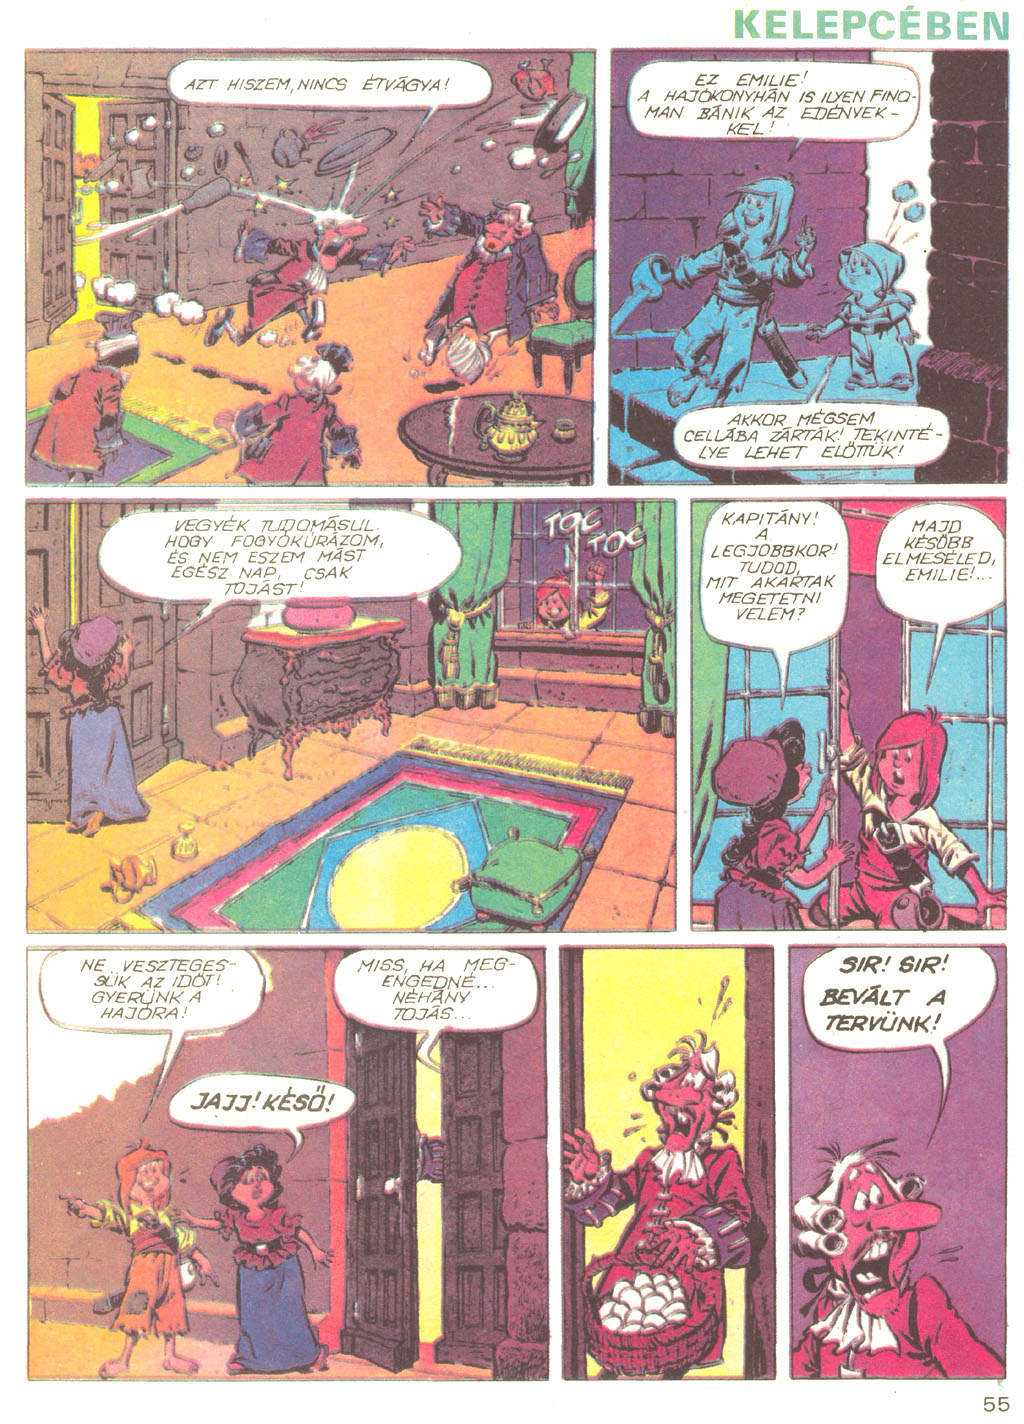 KELEPCÉBEN
AZT HISZEM, NINCS ÉTVÁGYA!
EZ EMILIE!
A HAJÓKONYHÁN IS ILYEN FINO-
MAN BÁNIK AZ EDÉNYEK-
KEL!
AKKOR MÉGSEM
CELLÁBA ZÁRTÁK! TEKINTÉ-
LYE LEHET ELŐTTÜK!
VEGYÉK TUDOMÁSUL.
HOGY FOGYÓKÚRÁZOM,
ÉS NEM ESZEM MÁST
EGÉSZ NAP, CSAK
TOJÁST!
TOC
TOC
KAPITÁNY!
A
LEGJOBBKOR!
TUDOD,
MIT AKARTAK
MEGETETNI
VELEM?
MAJD
KÉSŐBB
ELMESÉLED,
EMILIE!...
NE VESZTEGES-
SÜK AZ IDŐT!
GYERÜNK A
HAJÓRA!
JAJJ! KÉSŐ!
MISS, HA MEG-
ENGEDNÉ...
NÉHÁNY
TOJÁS...
SIR! SIR!
BEVÁLT A
TERVÜNK!
55